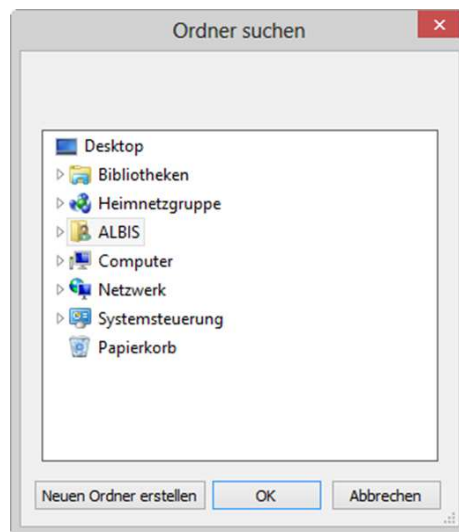 Ordner suchen
Desktop
Bibliotheken
Heimnetzgruppe
ALBIS
Computer
Netzwerk
Systemsteuerung
Papierkorb
Neuen Ordner erstellen OK Abbrechen